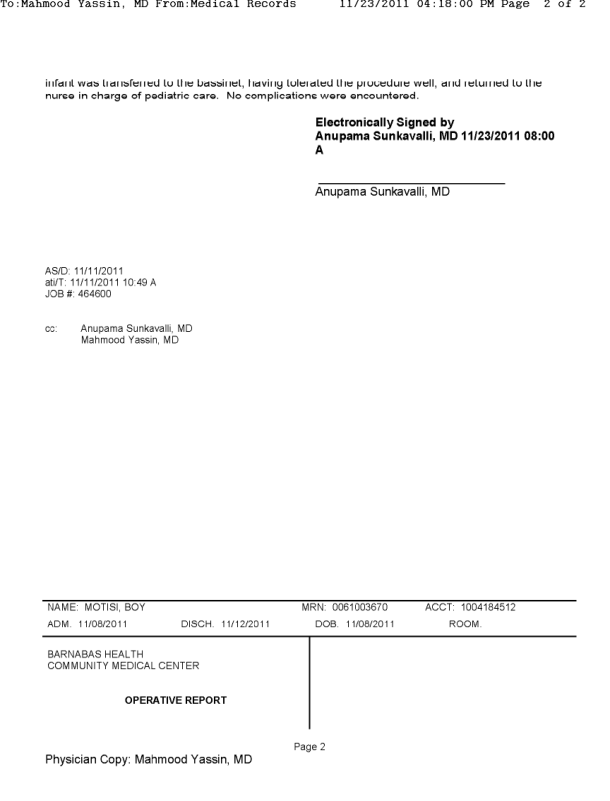 To:Mahmood Yassin, MD From:Medical Records 11/23/2011 04:18:00 PM Page 2 of 2
infant was transferred to the bassinet, having tolerated the procedure well, and returned to the
nurse in charge of pediatric care. No complications were encountered.
Electronically Signed by
Anupama Sunkavalli, MD 11/23/2011 08:00
A
Anupama Sunkavalli, MD
AS/D: 11/11/2011
ati/T: 11/11/2011 10:49 A
JOB #: 464600
cc: Anupama Sunkavalli, MD
Mahmood Yassin, MD
NAME: MOTISI, BOY MRN: 0061003670 ACCT: 1004184512
ADM. 11/08/2011 DISCH. 11/12/2011 DOB. 11/08/2011 ROOM.
BARNABAS HEALTH
COMMUNITY MEDICAL CENTER
OPERATIVE REPORT
Page 2
Physician Copy: Mahmood Yassin, MD